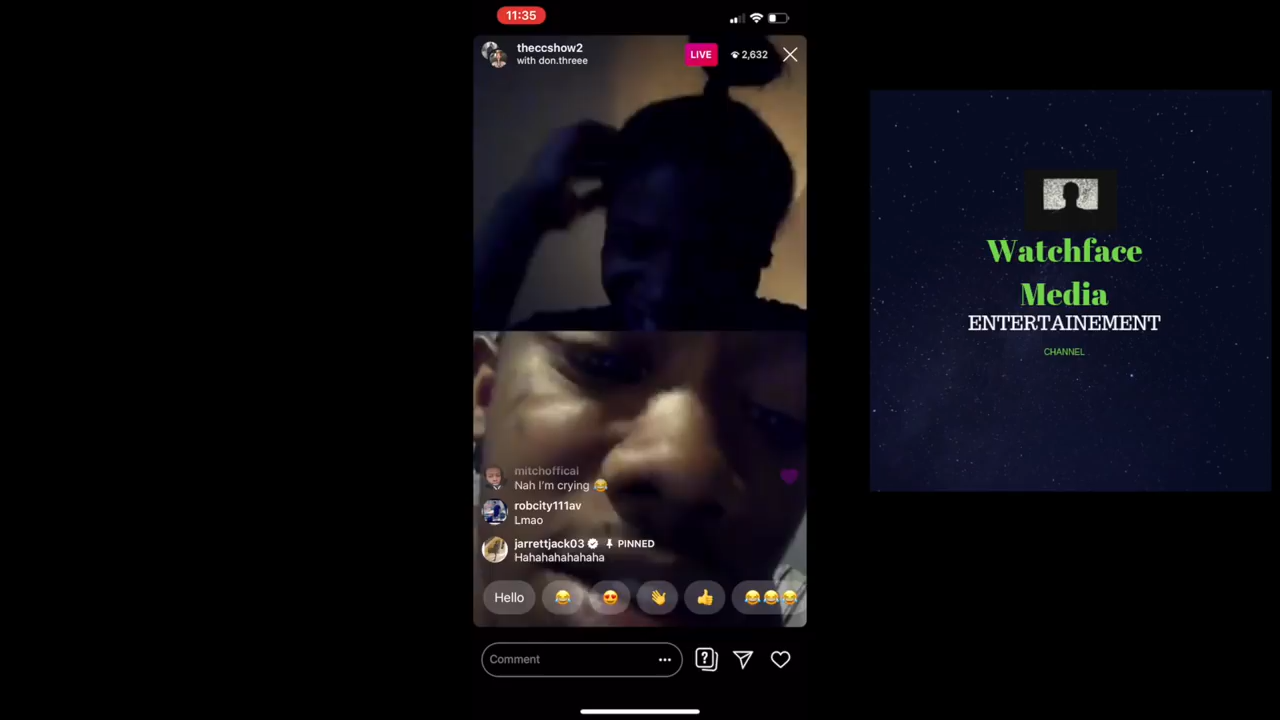 11:35
theccshow2
with don.threee
LIVE
2,632
mitchoffical
Nah I'm crying 😂
robcity111av
Lmao
jarrettjack03 PINNED
Hahahahahahaha
Hello 😂 😍 👋 👍 😂😂😂
Comment
Watchface
Media
ENTERTAINEMENT
CHANNEL